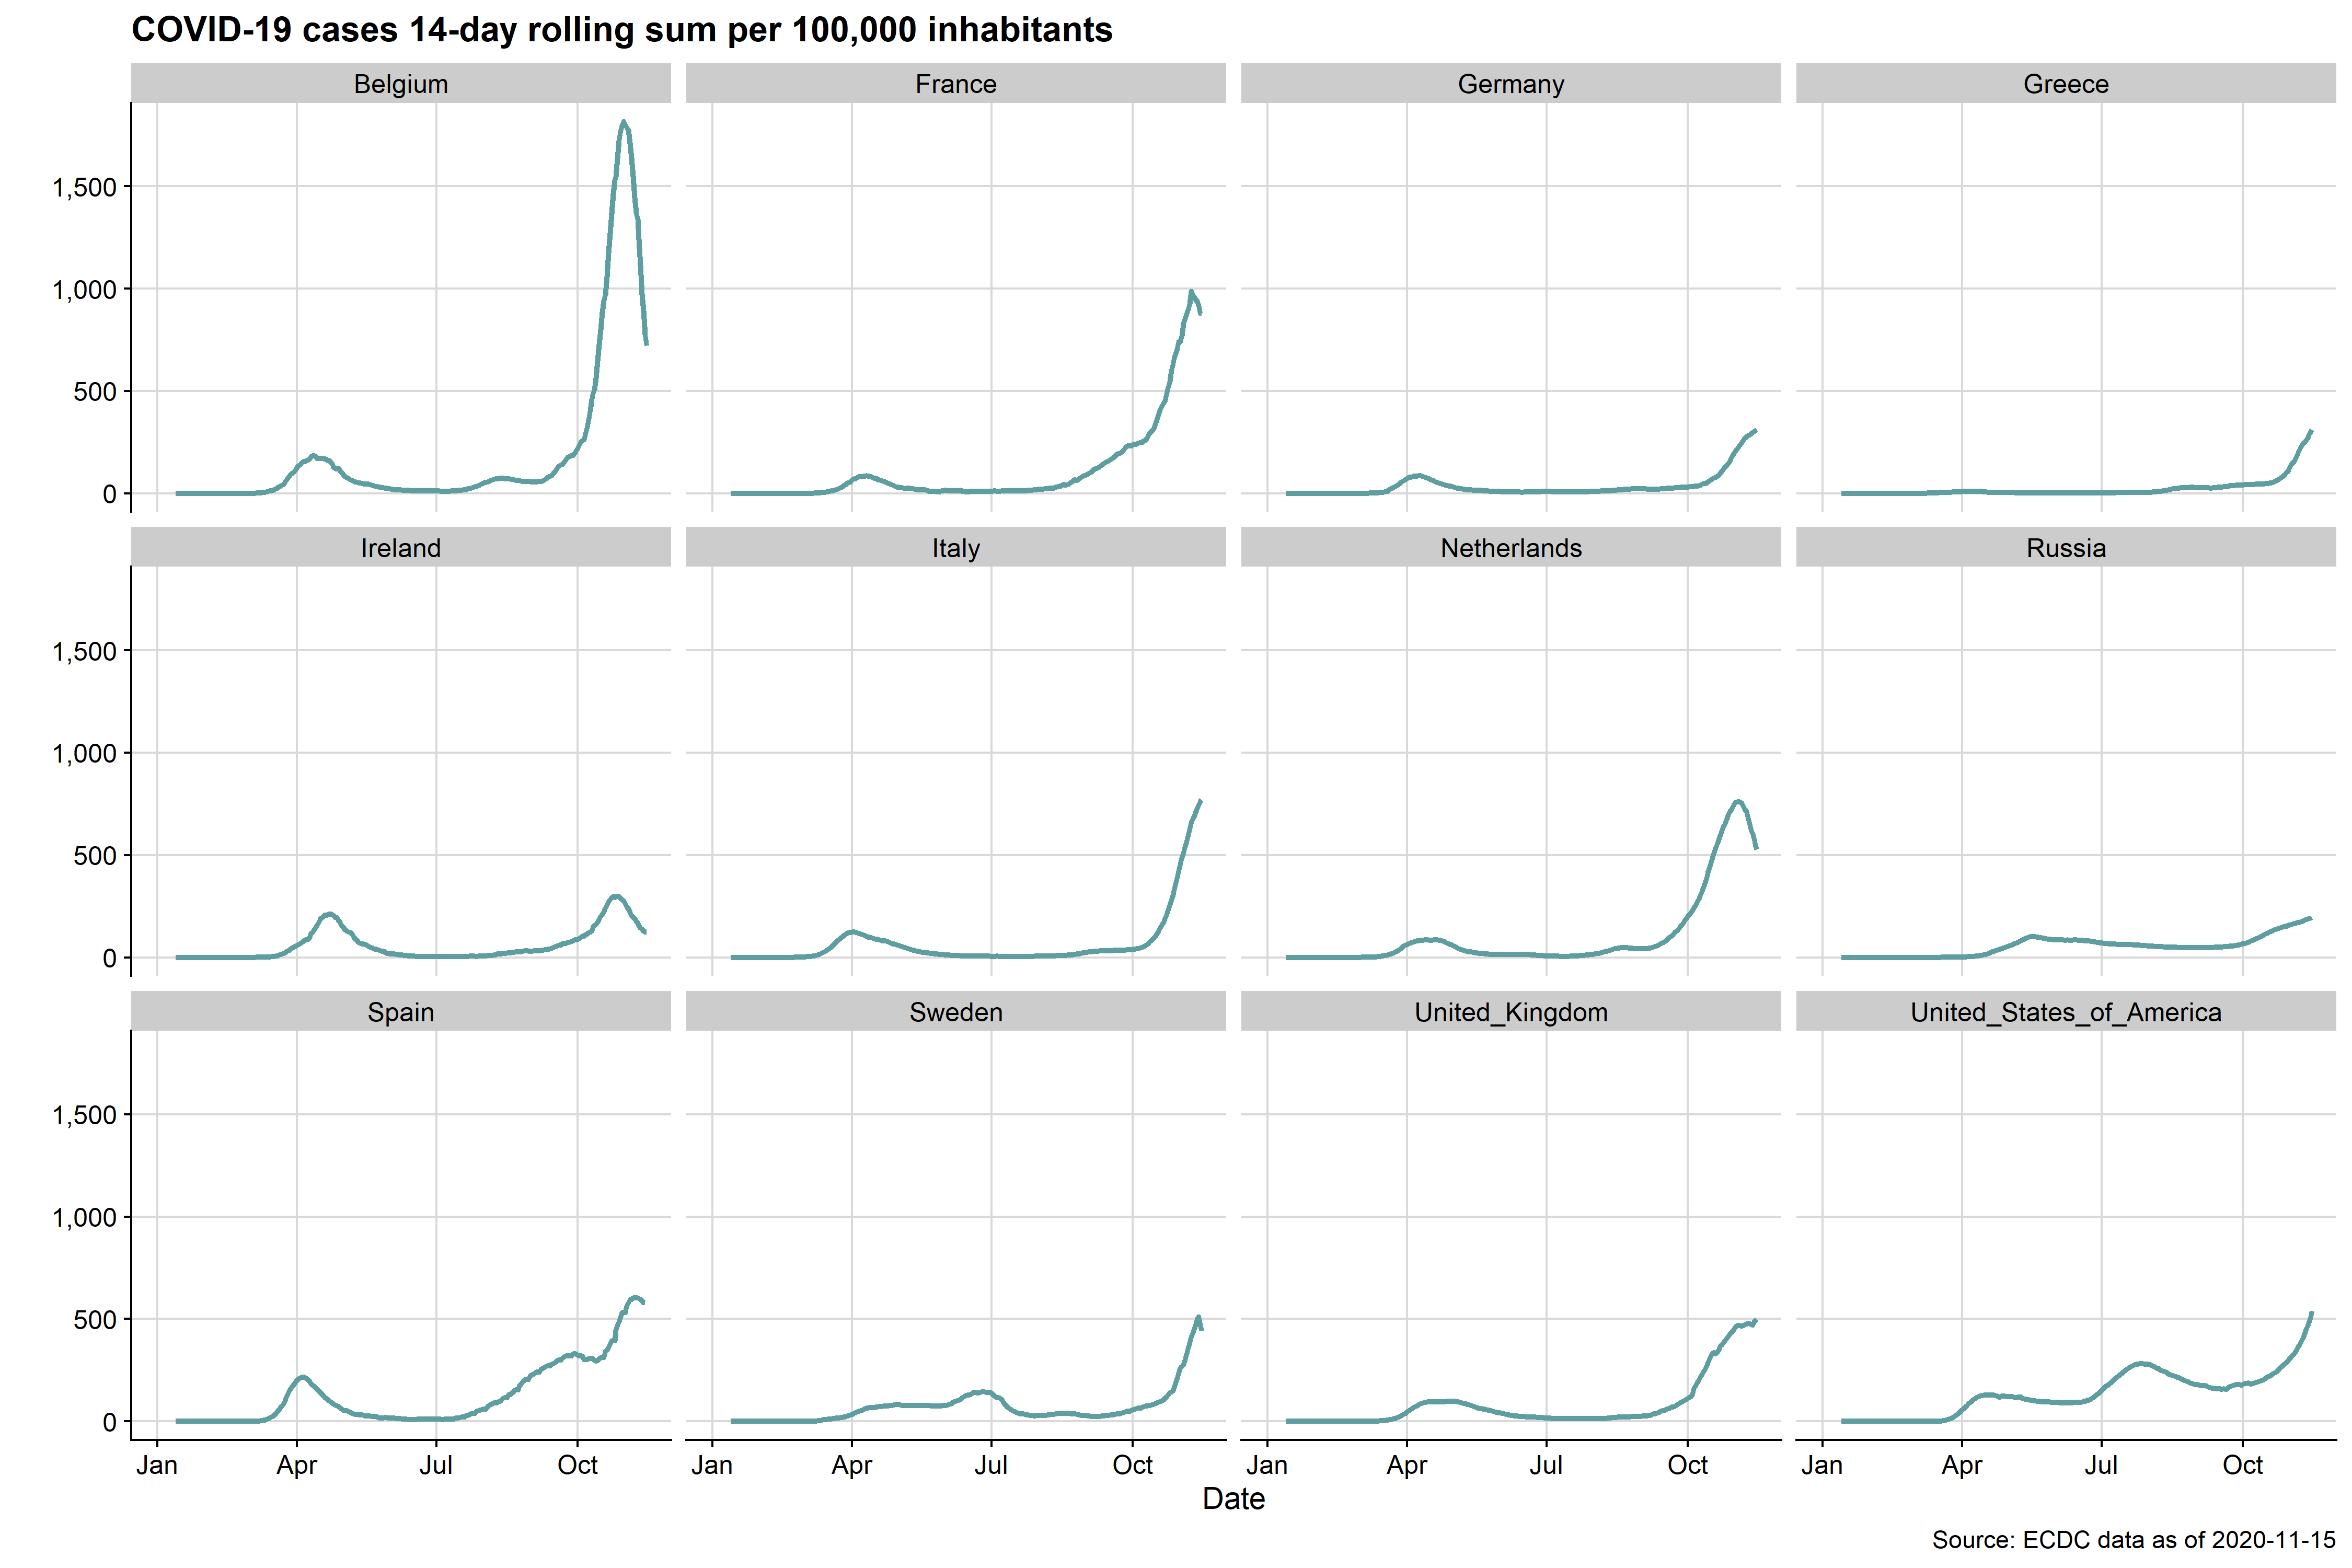 COVID-19 cases 14-day rolling sum per 100,000 inhabitants
Belgium France Germany Greece
1,500
1,000
500
0
Ireland Italy Netherlands Russia
1,500
1,000
500
0
Spain Sweden United_Kingdom United_States_of_America
1,500
1,000
500
0
Jan Apr Jul Oct Jan Apr Jul Oct Jan Apr Jul Oct Jan Apr Jul Oct
Date
Source: ECDC data as of 2020-11-15